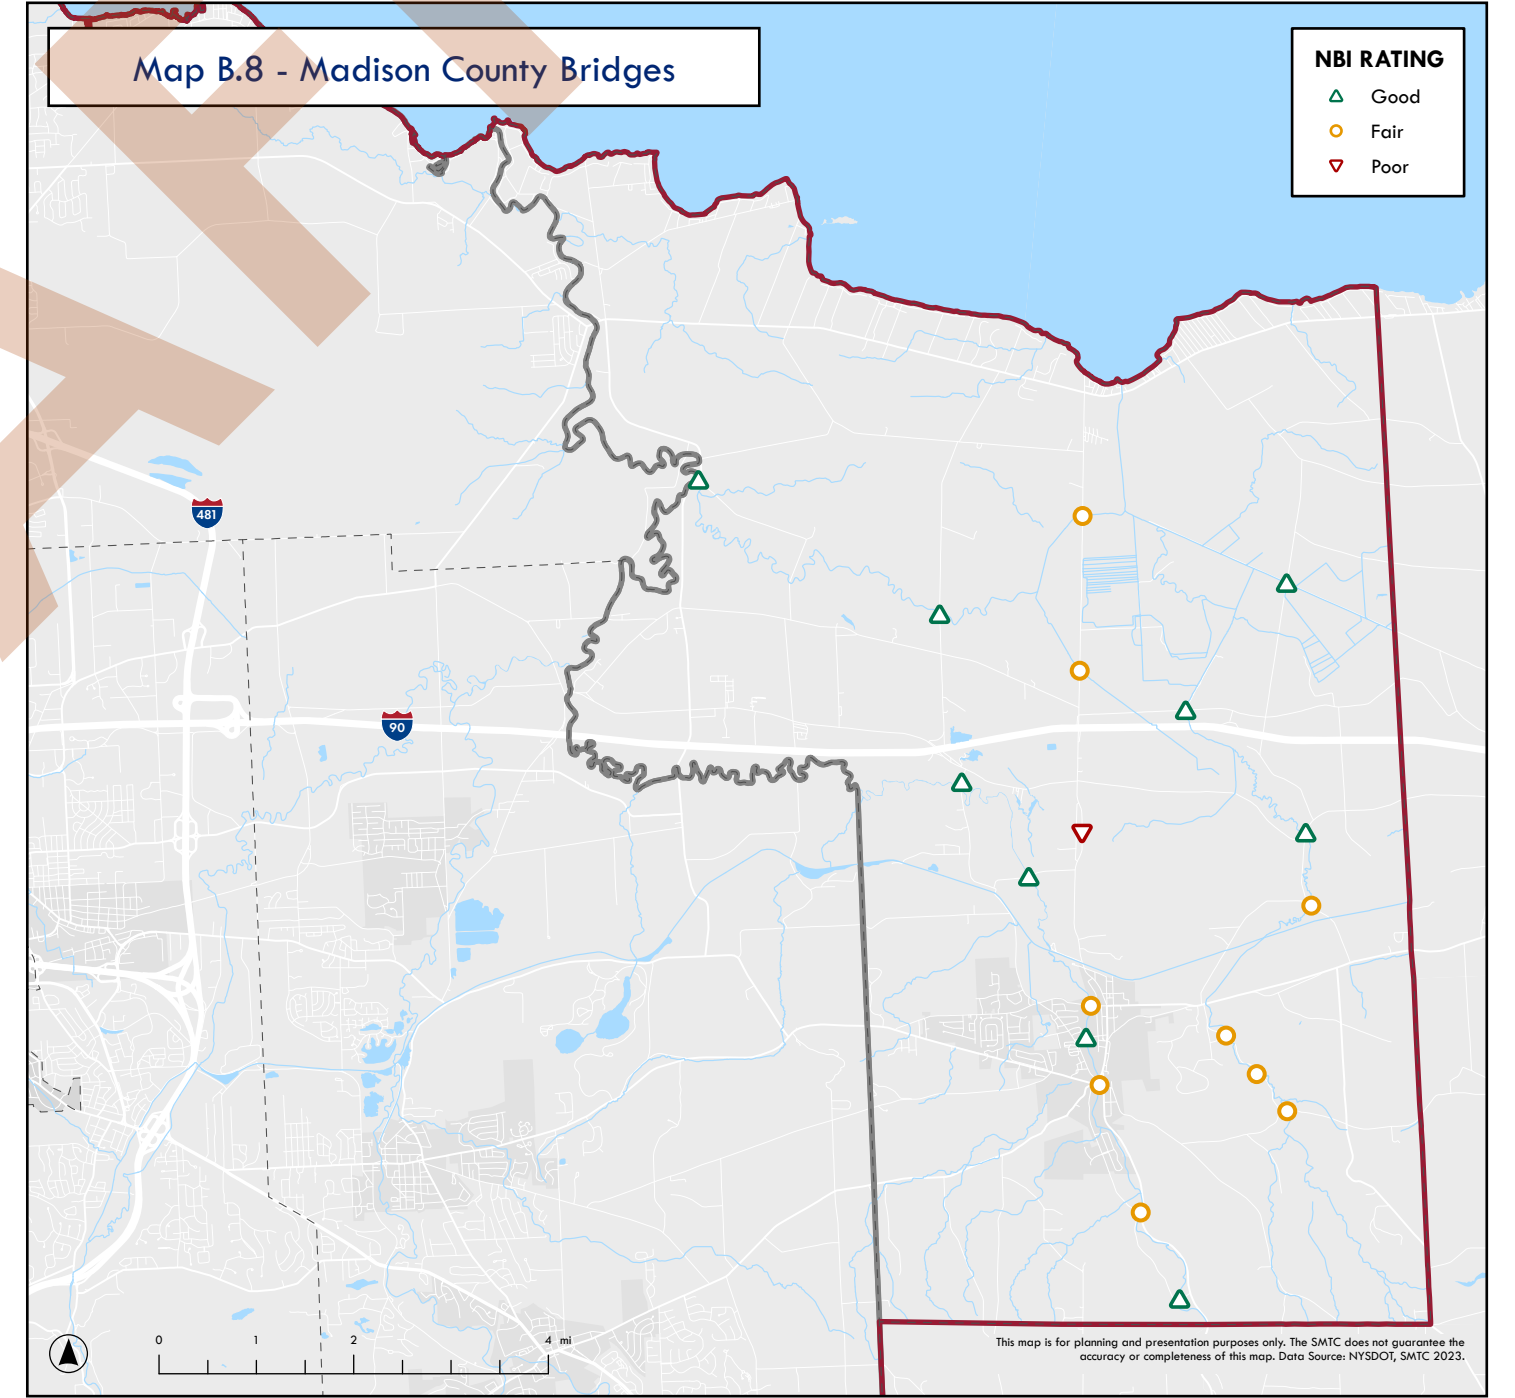 Map B.8 - Madison County Bridges
NBI RATING
Good
Fair
Poor
481
90
0 1 2 4 mi
This map is for planning and presentation purposes only. The SMTC does not guarantee the
accuracy or completeness of this map. Data Source: NYSDOT, SMTC 2023.